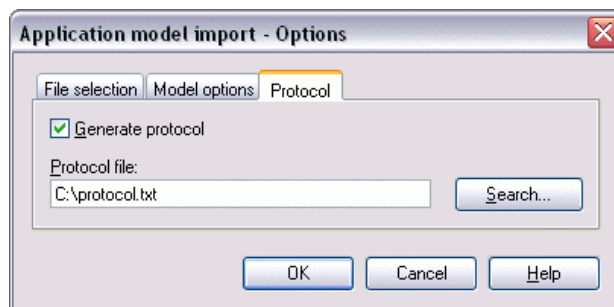 Application model import - Options
File selection Model options Protocol
Generate protocol
Protocol file:
C:\protocol.txt
Search...
OK Cancel Help